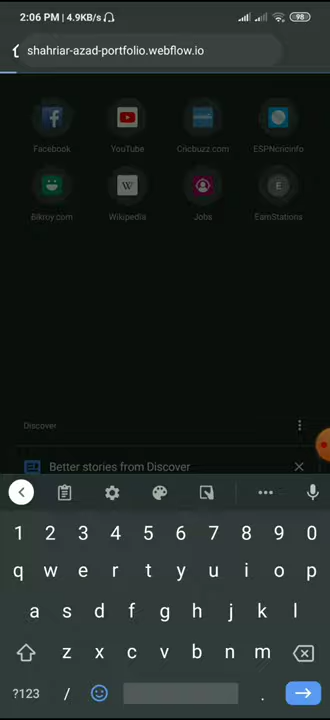 2:06 PM | 4.9KB/s
98
shahriar-azad-portfolio.webflow.io
Facebook YouTube Cricbuzz.com ESPNcricinfo
W E
Bikroy.com Wikipedia Jobs EamStations
Discover
Better stories from Discover
1 2 3 4 5 6 7 8 9 0
q w e r t y u i o p
a s d f g h j k l
z x c v b n m
?123 / .